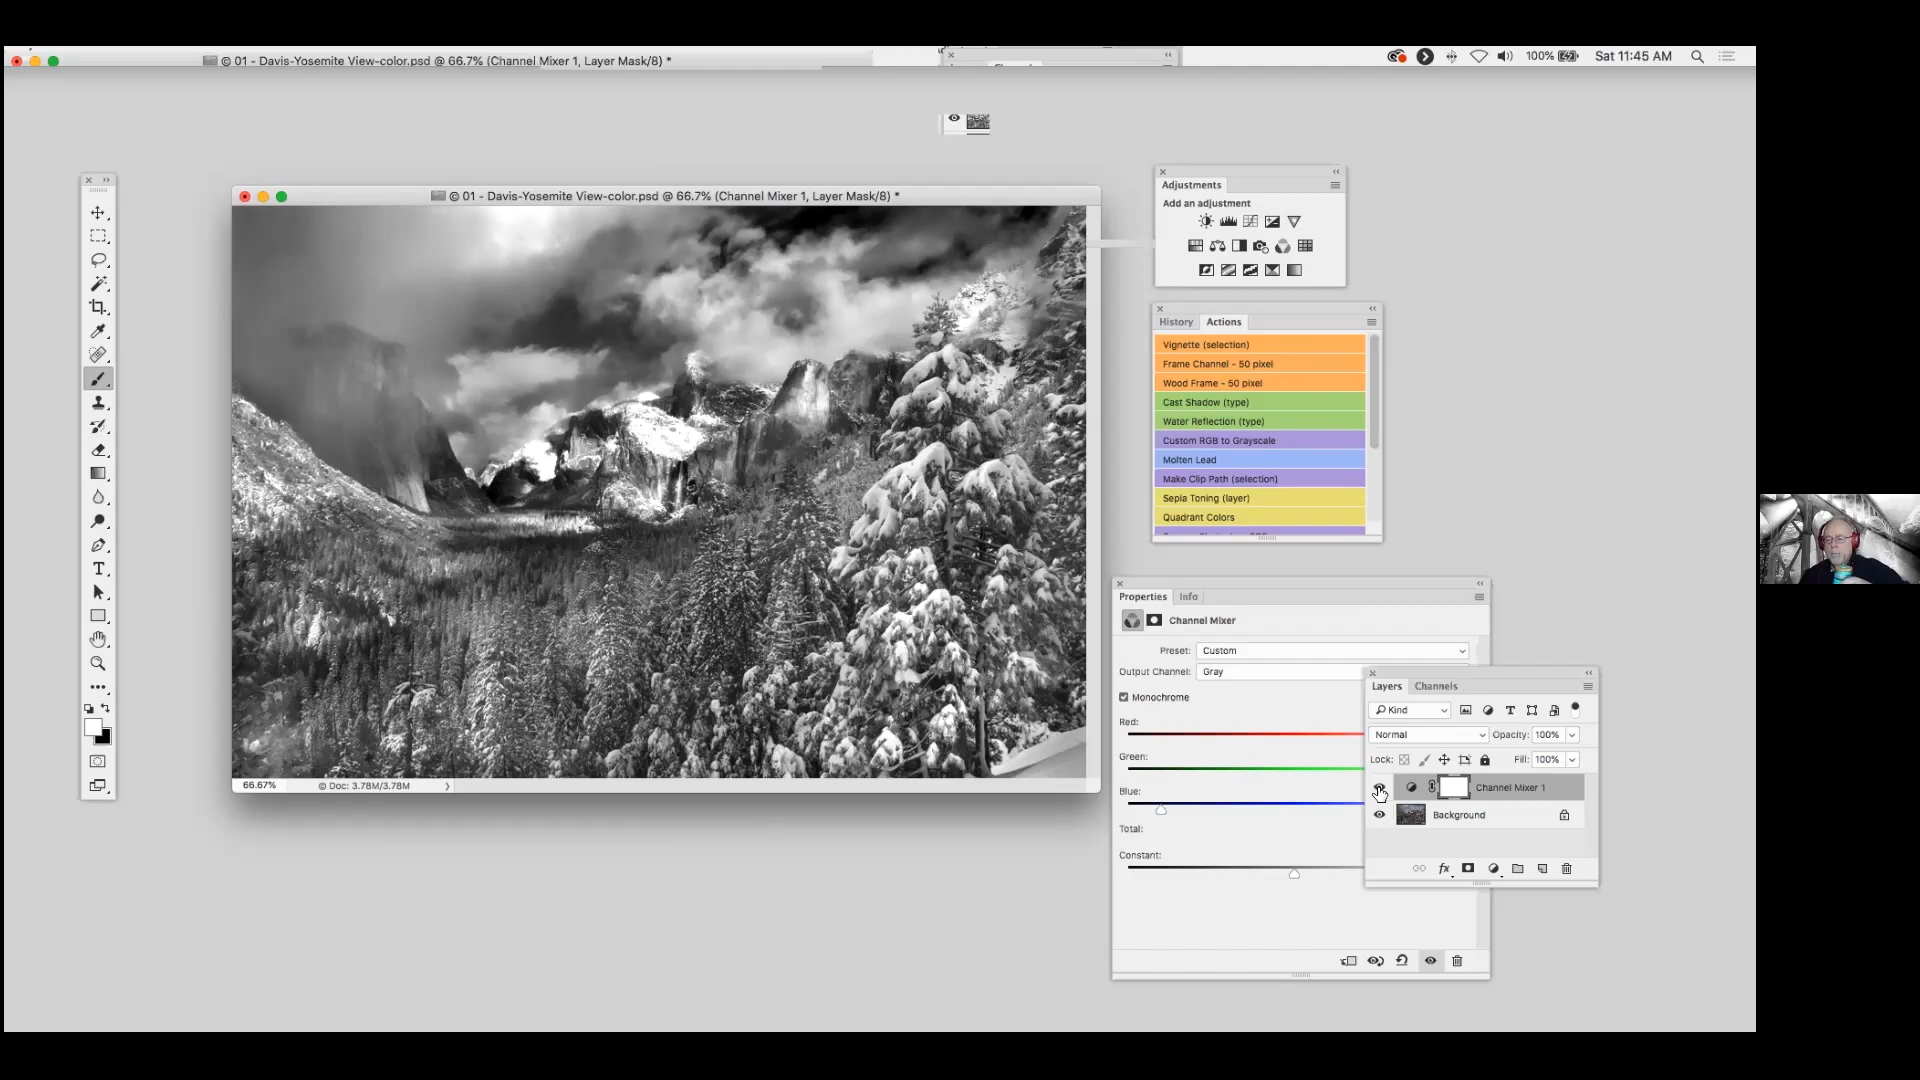 © 01 - Davis-Yosemite View-color.psd @ 66.7% (Channel Mixer 1, Layer Mask/8) *
100%
Sat 11:45 AM
© 01 - Davis-Yosemite View-color.psd @ 66.7% (Channel Mixer 1, Layer Mask/8) *
66.67%
© Doc: 3.78M/3.78M
Adjustments
Add an adjustment
History
Actions
Vignette (selection)
Frame Channel - 50 pixel
Wood Frame - 50 pixel
Cast Shadow (type)
Water Reflection (type)
Custom RGB to Grayscale
Molten Lead
Make Clip Path (selection)
Sepia Toning (layer)
Quadrant Colors
Properties
Info
Channel Mixer
Preset: Custom
Output Channel: Gray
Monochrome
Red:
Green:
Blue:
Total:
Constant:
Layers
Channels
Kind
Normal
Opacity: 100%
Lock:
Fill: 100%
Channel Mixer 1
Background